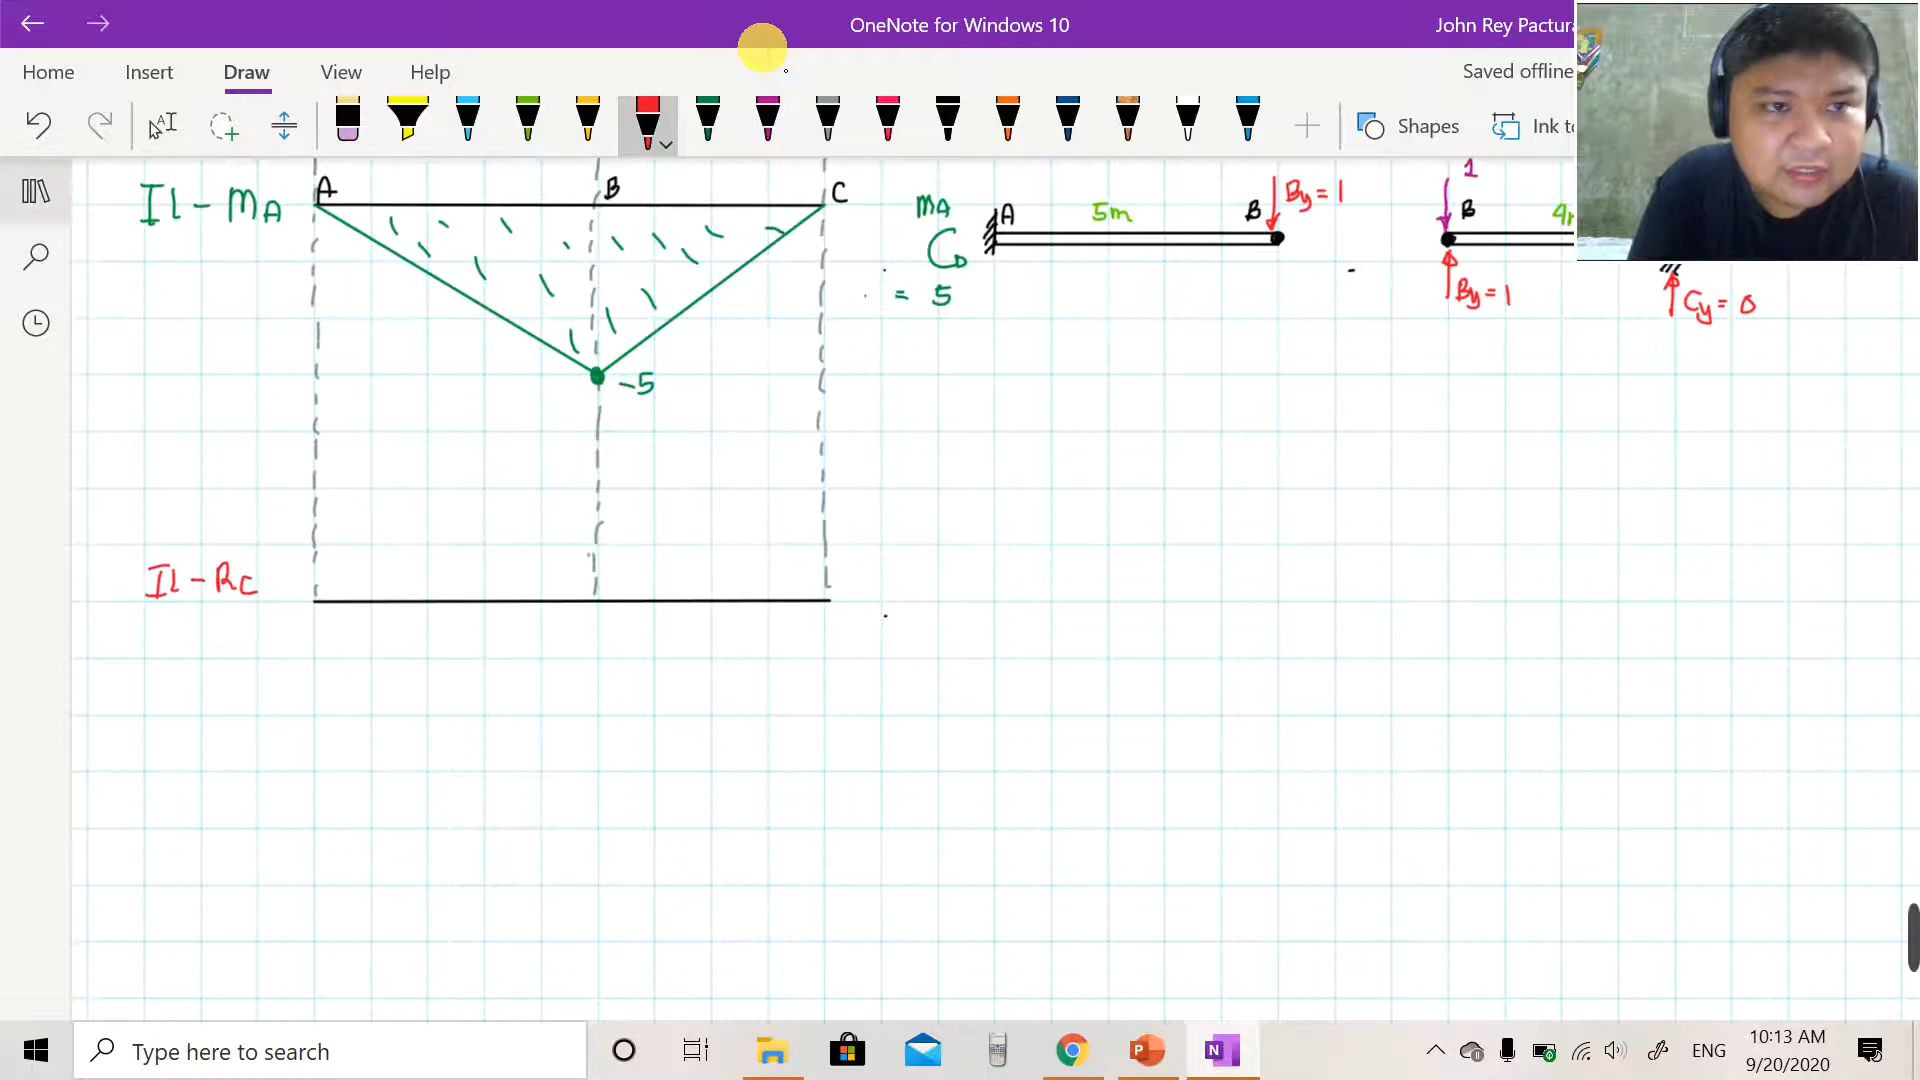 OneNote for Windows 10
John Rey Pactura
Home
Insert
Draw
View
Help
Saved offline
Shapes
Ink t
Il - MA
A
B
C
-5
MA
= 5
A
5m
B
By = 1
1
B
4
By = 1
Cy = 0
Il - RC
Type here to search
ENG
10:13 AM
9/20/2020